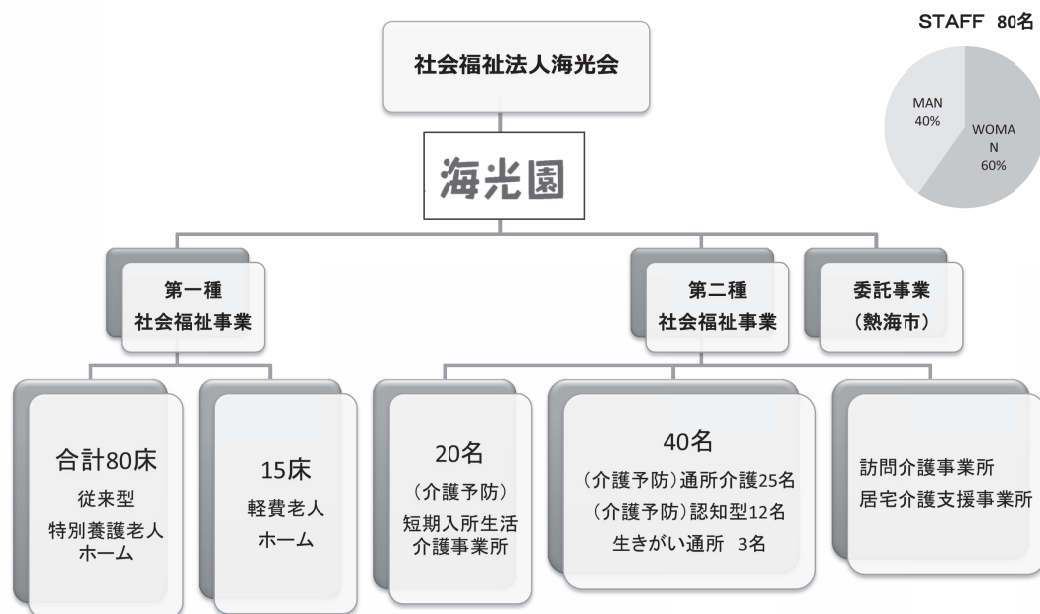 STAFF 80名
MAN
40%
WOMA
N
60%
社会福祉法人海光会
海光園
第一種
社会福祉事業
第二種
社会福祉事業
委託事業
（熱海市）
合計80床
従来型
特別養護老人
ホーム
15床
軽費老人
ホーム
20名
（介護予防）
短期入所生活
介護事業所
40名
（介護予防）通所介護25名
（介護予防）認知型12名
生きがい通所 3名
訪問介護事業所
居宅介護支援事業所